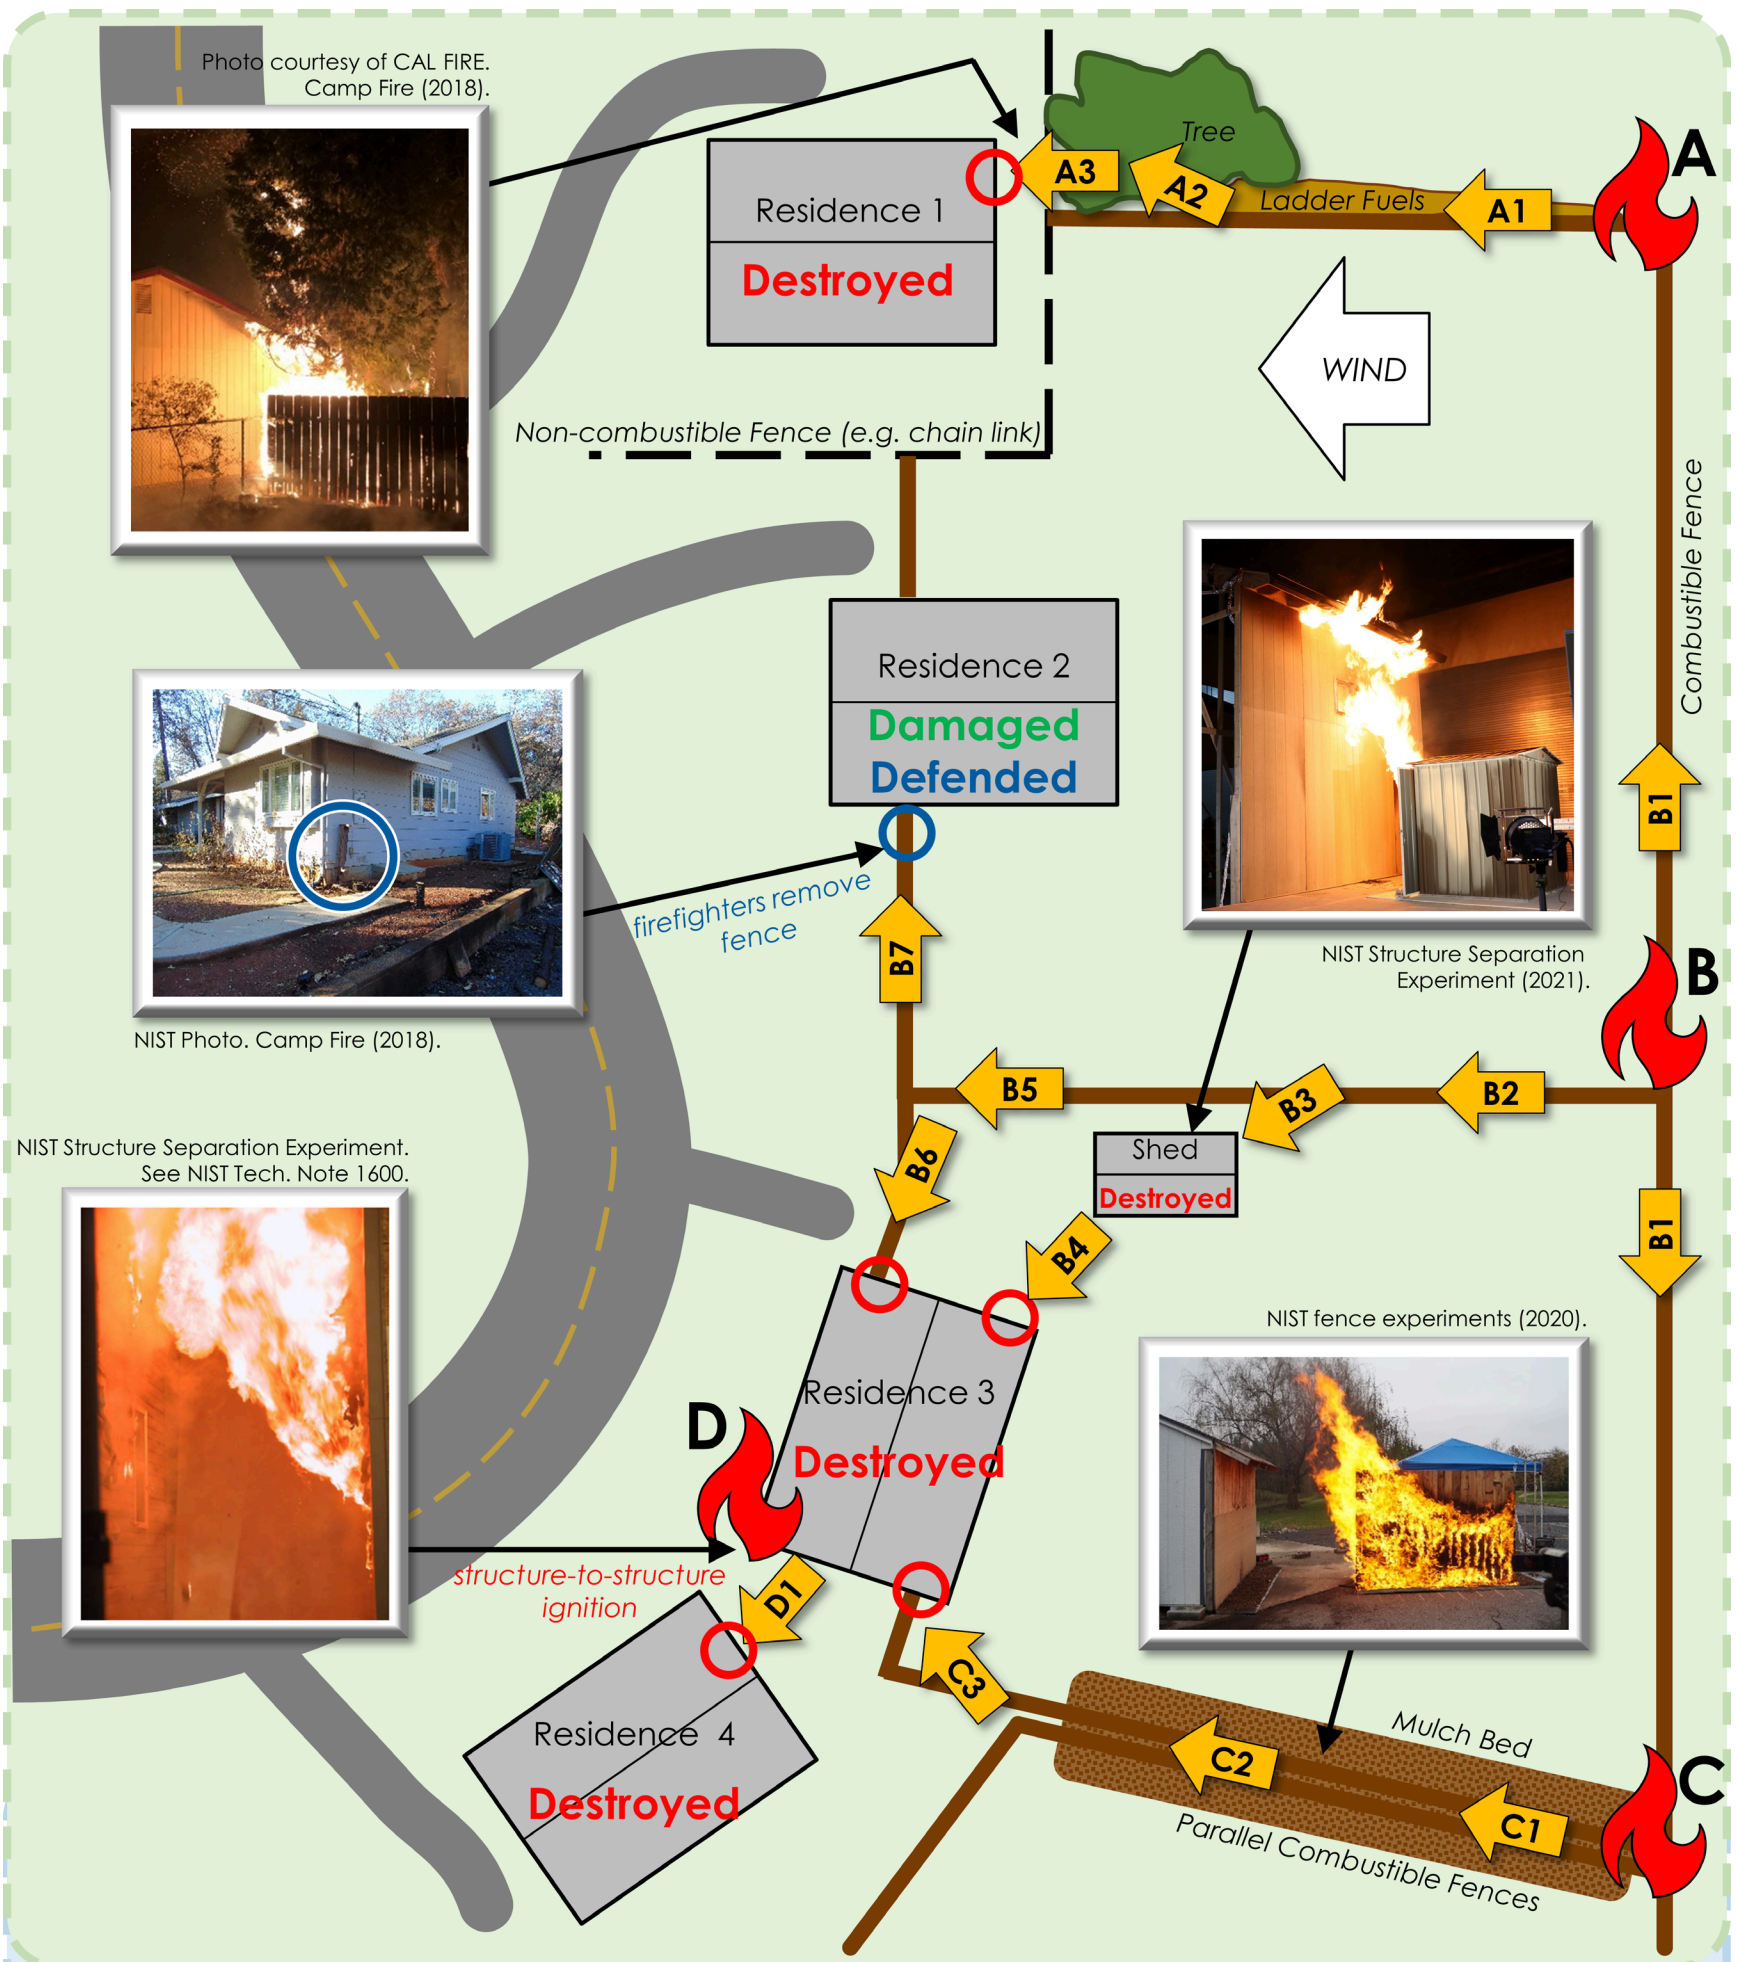 Photo courtesy of CAL FIRE.
Camp Fire (2018).
Tree
A
A3
A2
Ladder Fuels
A1
Residence 1
Destroyed
WIND
Non-combustible Fence (e.g. chain link)
Combustible Fence
Residence 2
Damaged
Defended
B1
firefighters remove
fence
B7
NIST Structure Separation
Experiment (2021).
B
NIST Photo. Camp Fire (2018).
B5
B3
B2
NIST Structure Separation Experiment.
See NIST Tech. Note 1600.
B6
Shed
Destroyed
B4
B1
NIST fence experiments (2020).
Residence 3
Destroyed
D
structure-to-structure
ignition
D1
C3
Residence 4
Destroyed
Mulch Bed
C2
C1
C
Parallel Combustible Fences